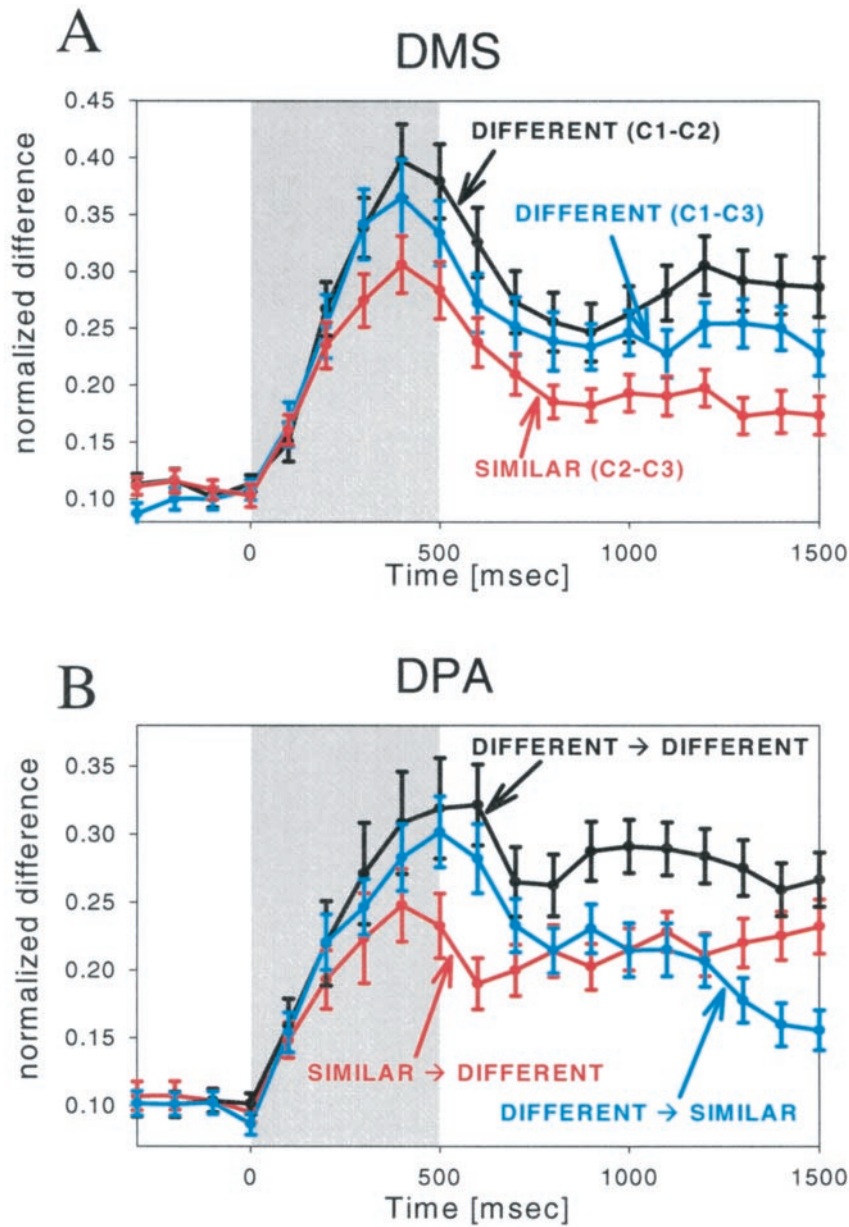 A
DMS
0.45
0.40
0.35
0.30
0.25
0.20
0.15
0.10
normalized difference
DIFFERENT (C1-C2)
DIFFERENT (C1-C3)
SIMILAR (C2-C3)
0
500
1000
1500
Time [msec]
B
DPA
0.35
0.30
0.25
0.20
0.15
0.10
normalized difference
DIFFERENT → DIFFERENT
SIMILAR → DIFFERENT
DIFFERENT → SIMILAR
0
500
1000
1500
Time [msec]